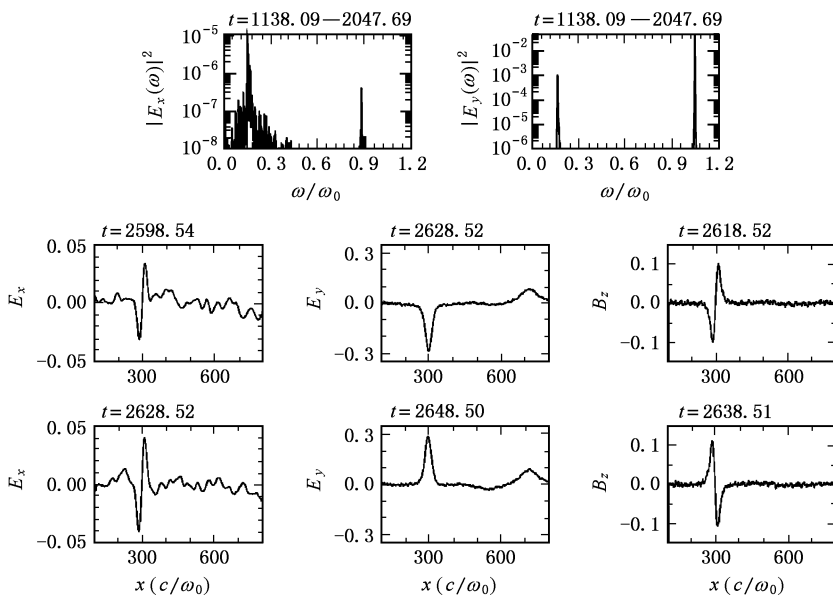 t=1138.09—2047.69
t=1138.09—2047.69
|E_x(ω)|^2
10^-5
10^-6
10^-7
10^-8
0 0.3 0.6 0.9 1.2
ω/ω_0
|E_y(ω)|^2
10^-2
10^-3
10^-4
10^-5
10^-6
0.0 0.3 0.6 0.9 1.2
ω/ω_0
t=2598.54
E_x
0.05
0.00
-0.05
300 600
t=2628.52
E_y
0.3
0.0
-0.3
300 600
t=2618.52
B_z
0.1
0.0
-0.1
300 600
t=2628.52
E_x
0.05
0.00
-0.05
300 600
x (c/ω_0)
t=2648.50
E_y
0.3
0.0
-0.3
300 600
x (c/ω_0)
t=2638.51
B_z
0.1
0.0
-0.1
300 600
x (c/ω_0)